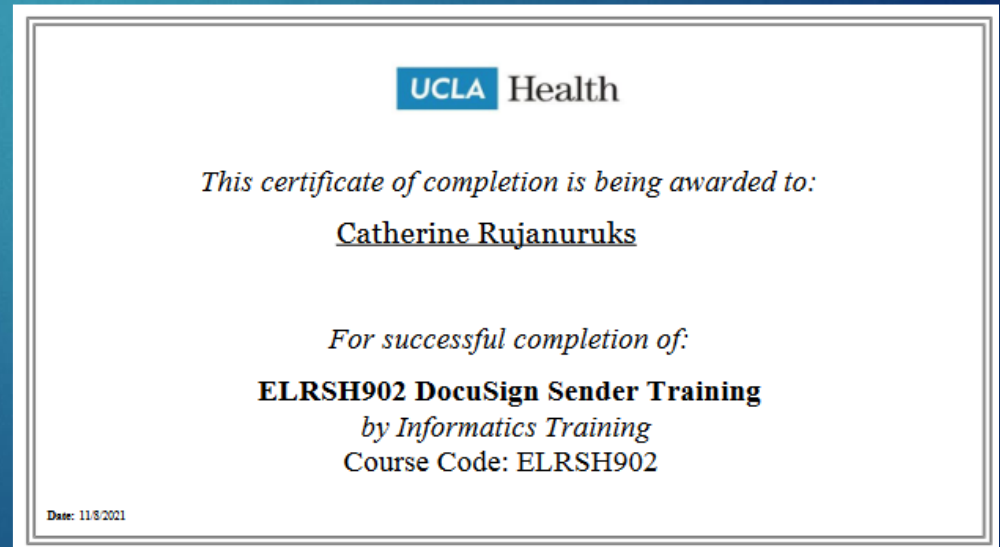 UCLA Health
This certificate of completion is being awarded to:
Catherine Rujanuruks
For successful completion of:
ELRSH902 DocuSign Sender Training
by Informatics Training
Course Code: ELRSH902
Date: 11/8/2021